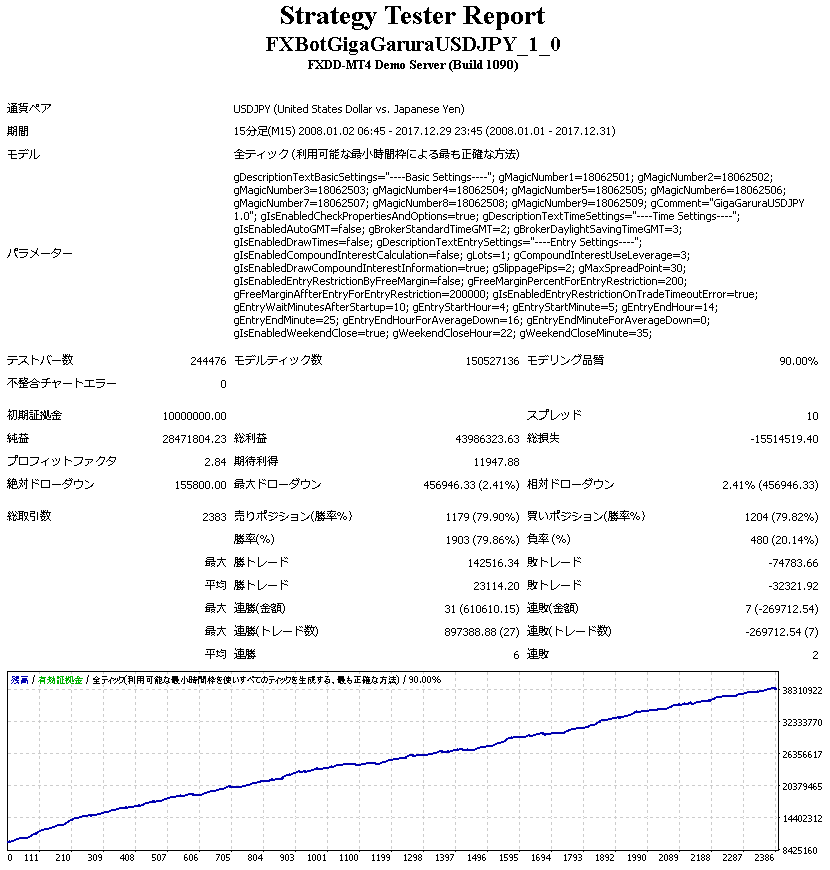 Strategy Tester Report
FXBotGigaGaruraUSDJPY_1_0
FXDD-MT4 Demo Server (Build 1090)
通貨ペア USDJPY (United States Dollar vs. Japanese Yen)
期間 15分足(M15) 2008.01.02 06:45 - 2017.12.29 23:45 (2008.01.01 - 2017.12.31)
モデル 全ティック (利用可能な最小時間枠による最も正確な方法)
gDescriptionTextBasicSettings="----Basic Settings----"; gMagicNumber1=18062501; gMagicNumber2=18062502;
gMagicNumber3=18062503; gMagicNumber4=18062504; gMagicNumber5=18062505; gMagicNumber6=18062506;
gMagicNumber7=18062507; gMagicNumber8=18062508; gMagicNumber9=18062509; gComment="GigaGaruraUSDJPY
1.0"; gIsEnabledCheckPropertiesAndOptions=true; gDescriptionTextTimeSettings="----Time Settings----";
gIsEnabledAutoGMT=false; gBrokerStandardTimeGMT=2; gBrokerDaylightSavingTimeGMT=3;
gIsEnabledDrawTimes=false; gDescriptionTextEntrySettings="----Entry Settings----";
パラメーター gIsEnabledCompoundInterestCalculation=false; gLots=1; gCompoundInterestUseLeverage=3;
gIsEnabledDrawCompoundInterestInformation=true; gSlippagePips=2; gMaxSpreadPoint=30;
gIsEnabledEntryRestrictionByFreeMargin=false; gFreeMarginPercentForEntryRestriction=200;
gFreeMarginAffterEntryForEntryRestriction=200000; gIsEnabledEntryRestrictionOnTradeTimeoutError=true;
gEntryWaitMinutesAfterStartup=10; gEntryStartHour=4; gEntryStartMinute=5; gEntryEndHour=14;
gEntryEndMinute=25; gEntryEndHourForAverageDown=16; gEntryEndMinuteForAverageDown=0;
gIsEnabledWeekendClose=true; gWeekendCloseHour=22; gWeekendCloseMinute=35;
テストバー数 244476 モデルティック数 150527136 モデリング品質 90.00%
不整合チャートエラー 0
初期証拠金 10000000.00 スプレッド 10
純益 28471804.23 総利益 43986323.63 総損失 -15514519.40
プロフィットファクタ 2.84 期待利得 11947.88
絶対ドローダウン 155800.00 最大ドローダウン 456946.33 (2.41%) 相対ドローダウン 2.41% (456946.33)
総取引数 2383 売りポジション(勝率%) 1179 (79.90%) 買いポジション(勝率%) 1204 (79.82%)
勝率(%) 1903 (79.86%) 負率 (%) 480 (20.14%)
最大 勝トレード 142516.34 敗トレード -74783.66
平均 勝トレード 23114.20 敗トレード -32321.92
最大 連勝(金額) 31 (610610.15) 連敗(金額) 7 (-269712.54)
最大 連勝(トレード数) 897388.88 (27) 連敗(トレード数) -269712.54 (7)
平均 連勝 6 連敗 2
残高 / 有効証拠金 / 全ティック(利用可能な最小時間枠を使いすべてのティックを生成する、最も正確な方法) / 90.00%
38310922
32333770
26356617
20379465
14402312
8425160
0 111 210 309 408 507 606 705 804 903 1001 1100 1199 1298 1397 1496 1595 1694 1793 1892 1990 2089 2188 2287 2386